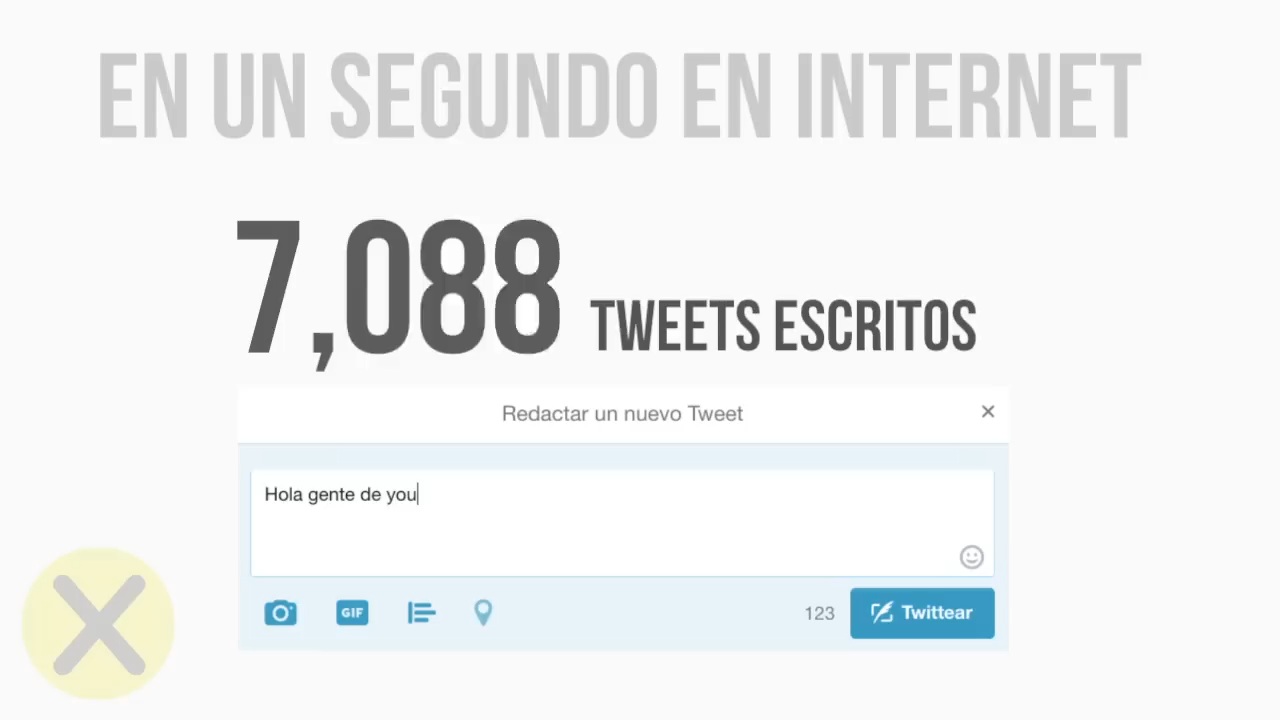 EN UN SEGUNDO EN INTERNET
7,088 TWEETS ESCRITOS
Redactar un nuevo Tweet
Hola gente de you
GIF
123 Twittear